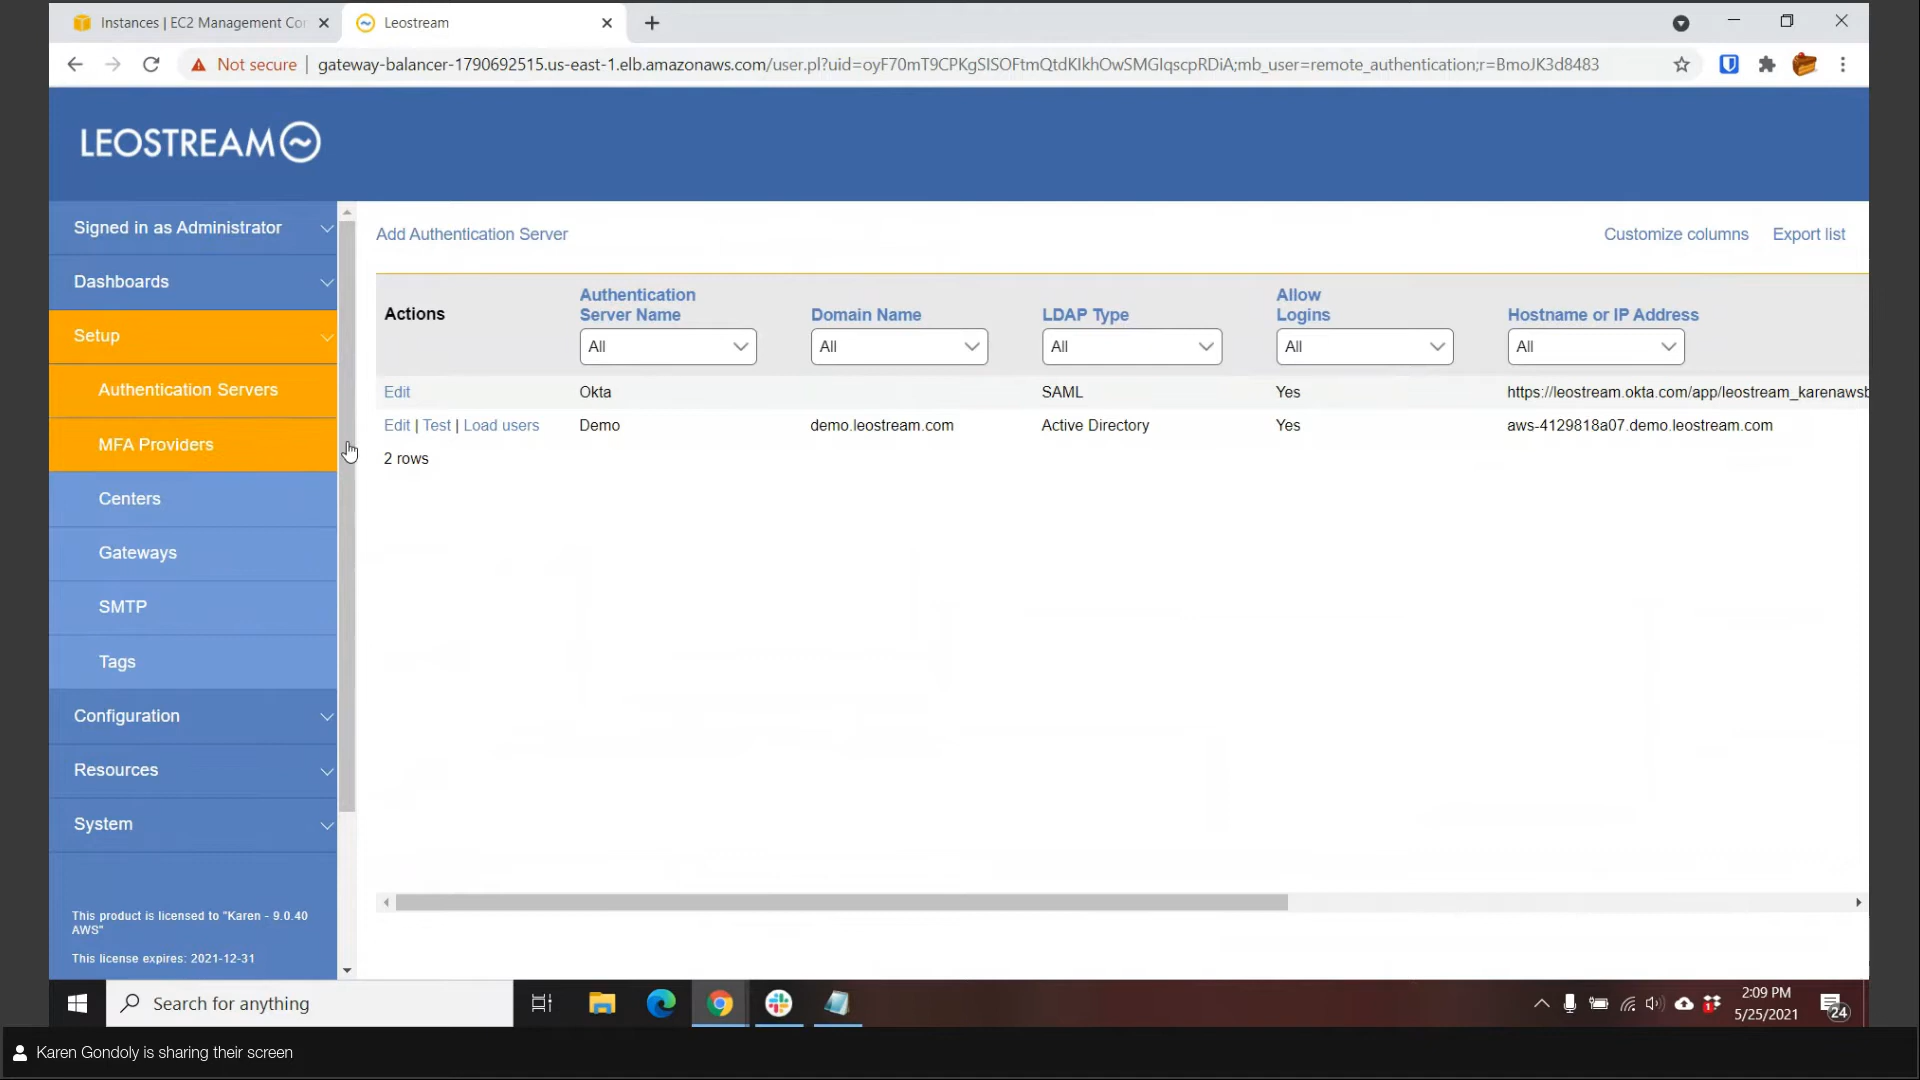 Instances | EC2 Management Cor
Leostream
Not secure | gateway-balancer-1790692515.us-east-1.elb.amazonaws.com/user.pl?uid=oyF70mT9CPKgSISOFtmQtdKIkhOwSMGIqscpRDiA;mb_user=remote_authentication;r=BmoJK3d8483
LEOSTREAM
Signed in as Administrator
Dashboards
Setup
Authentication Servers
MFA Providers
Centers
Gateways
SMTP
Tags
Configuration
Resources
System
This product is licensed to "Karen - 9.0.40
AWS"
This license expires: 2021-12-31
Add Authentication Server
Customize columns Export list
Actions Authentication Server Name Domain Name LDAP Type Allow Logins Hostname or IP Address
All All All All All
Edit Okta SAML Yes https://leostream.okta.com/app/leostream_karenawsb
Edit | Test | Load users Demo demo.leostream.com Active Directory Yes aws-4129818a07.demo.leostream.com
2 rows
Search for anything
1
2:09 PM
5/25/2021
24
Karen Gondoly is sharing their screen